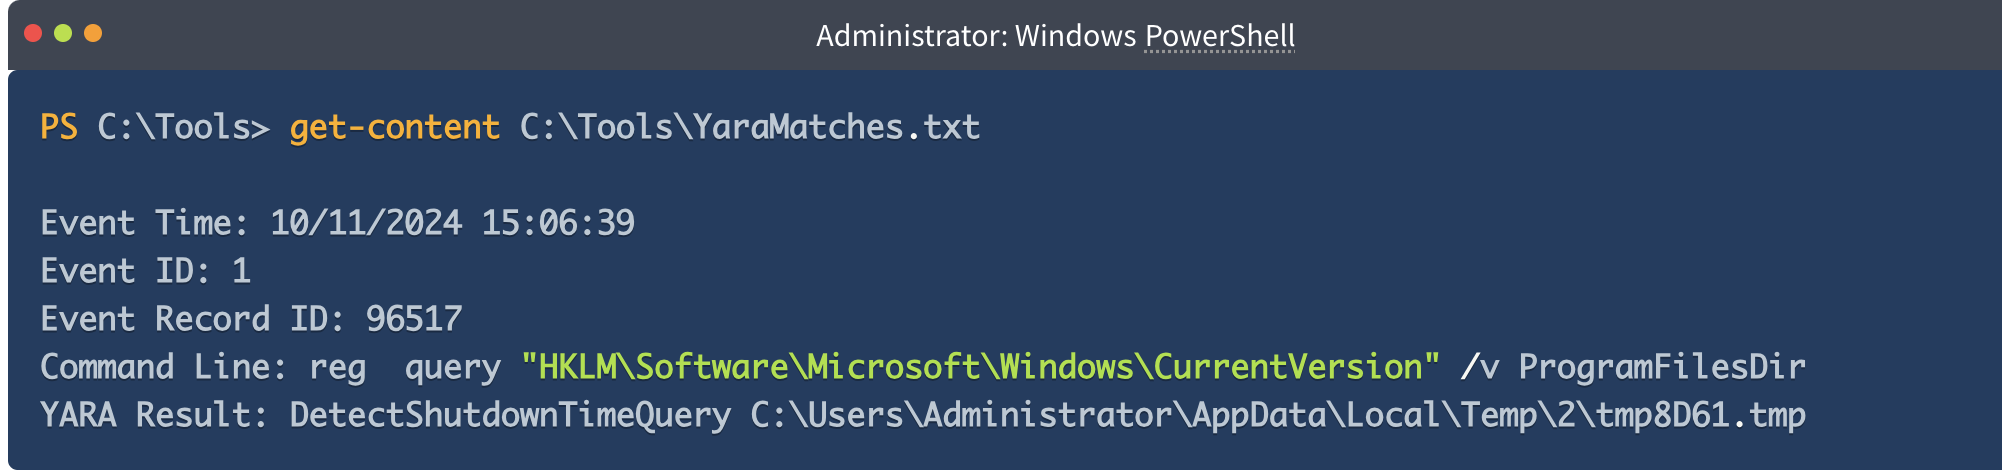 Administrator: Windows PowerShell
PS C:\Tools> get-content C:\Tools\YaraMatches.txt
Event Time: 10/11/2024 15:06:39
Event ID: 1
Event Record ID: 96517
Command Line: reg  query "HKLM\Software\Microsoft\Windows\CurrentVersion" /v ProgramFilesDir
YARA Result: DetectShutdownTimeQuery C:\Users\Administrator\AppData\Local\Temp\2\tmp8D61.tmp